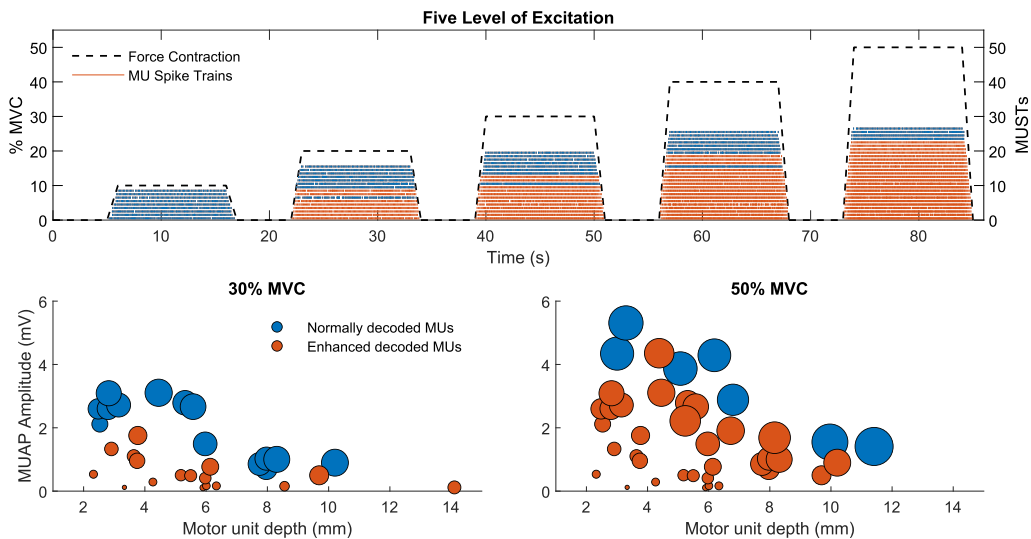 Five Level of Excitation
% MVC
50
40
30
20
10
0
Force Contraction
MU Spike Trains
50
40
30
20
10
0
MUSTs
0 10 20 30 40 50 60 70 80
Time (s)
30% MVC
MUAP Amplitude (mV)
6
4
2
0
Normally decoded MUs
Enhanced decoded MUs
2 4 6 8 10 12 14
Motor unit depth (mm)
50% MVC
6
4
2
0
2 4 6 8 10 12 14
Motor unit depth (mm)